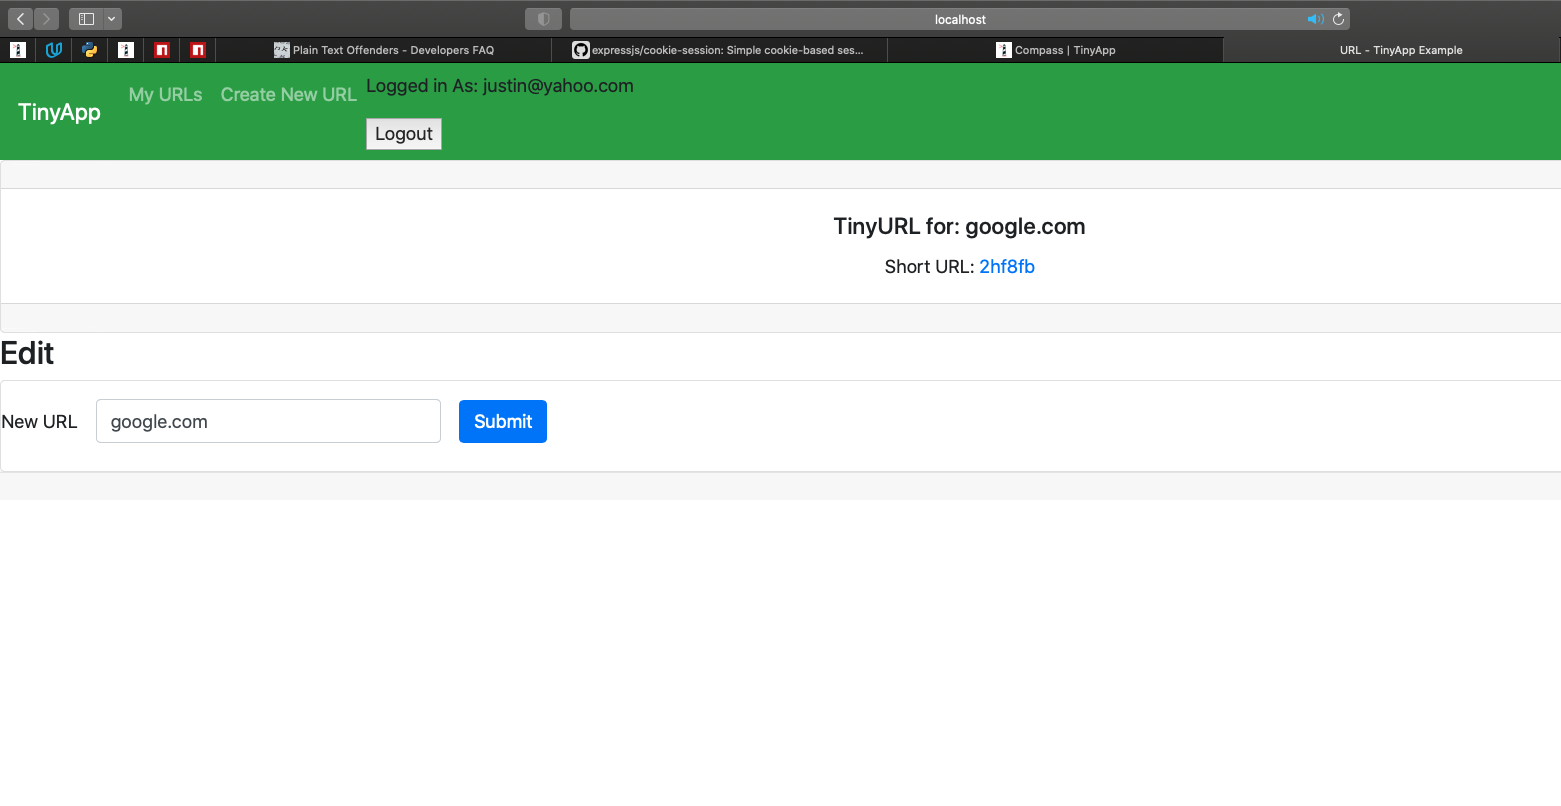 localhost
Plain Text Offenders - Developers FAQ
expressjs/cookie-session: Simple cookie-based ses...
Compass | TinyApp
URL - TinyApp Example
TinyApp
My URLs
Create New URL
Logged in As: justin@yahoo.com
Logout
TinyURL for: google.com
Short URL: 2hf8fb
Edit
New URL
google.com
Submit